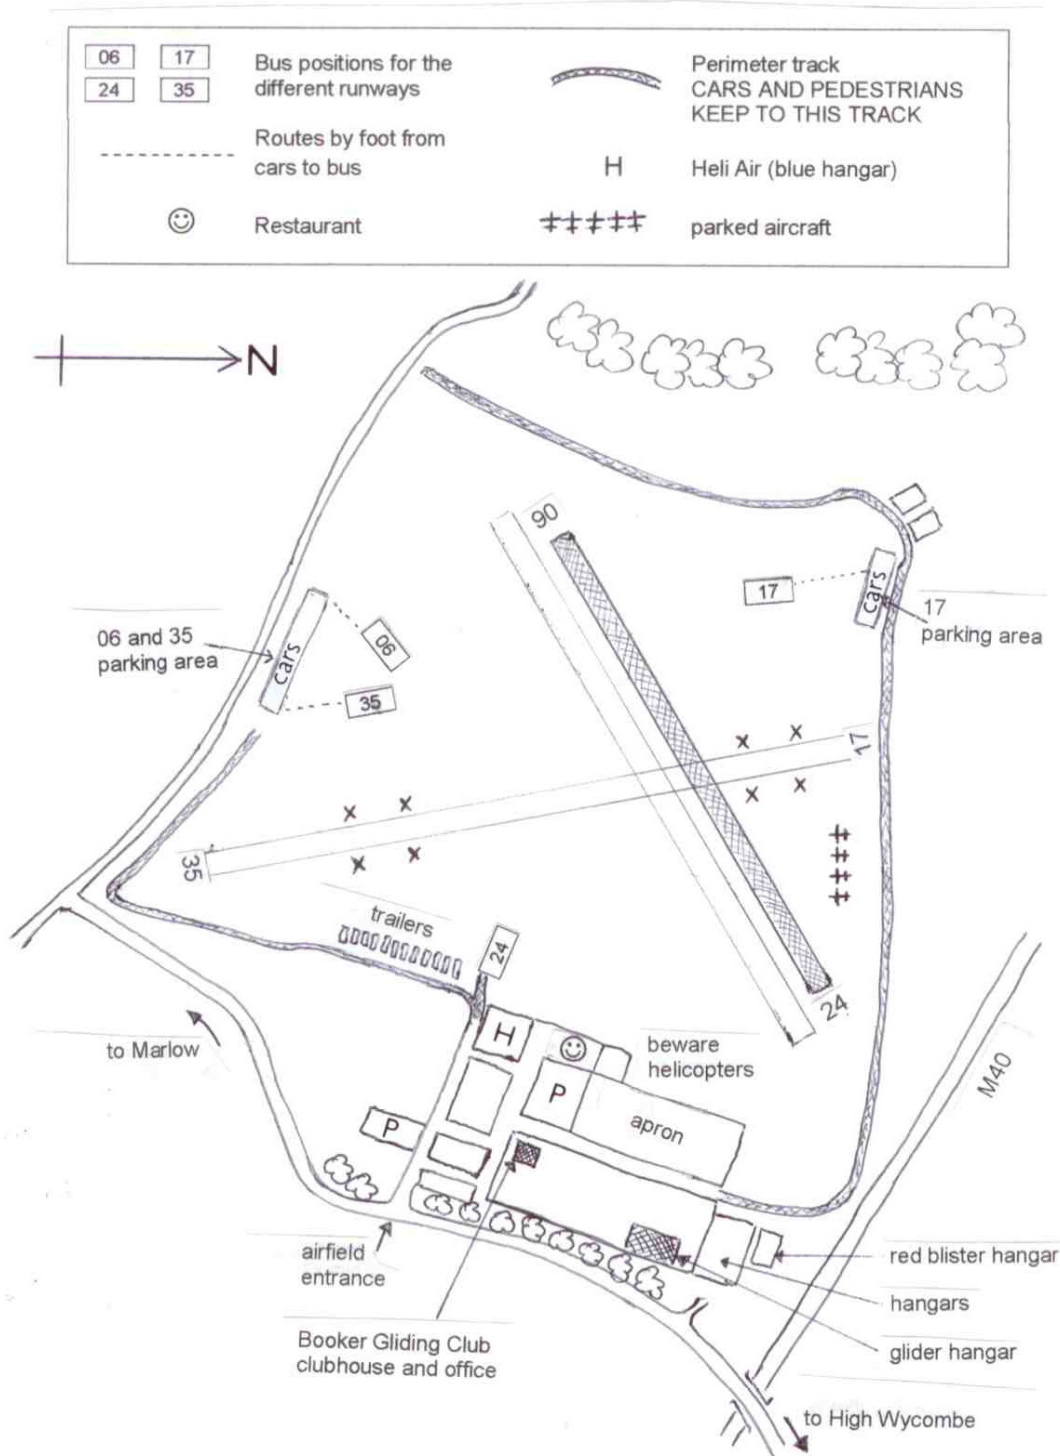 06
17
24
35
Bus positions for the
different runways
Routes by foot from
cars to bus
Restaurant
Perimeter track
CARS AND PEDESTRIANS
KEEP TO THIS TRACK
H
Heli Air (blue hangar)
parked aircraft
N
06
17
cars
17
parking area
06 and 35
parking area
cars
06
35
17
35
trailers
24
24
H
beware
helicopters
M40
to Marlow
P
P
apron
airfield
entrance
red blister hangar
hangars
glider hangar
Booker Gliding Club
clubhouse and office
to High Wycombe